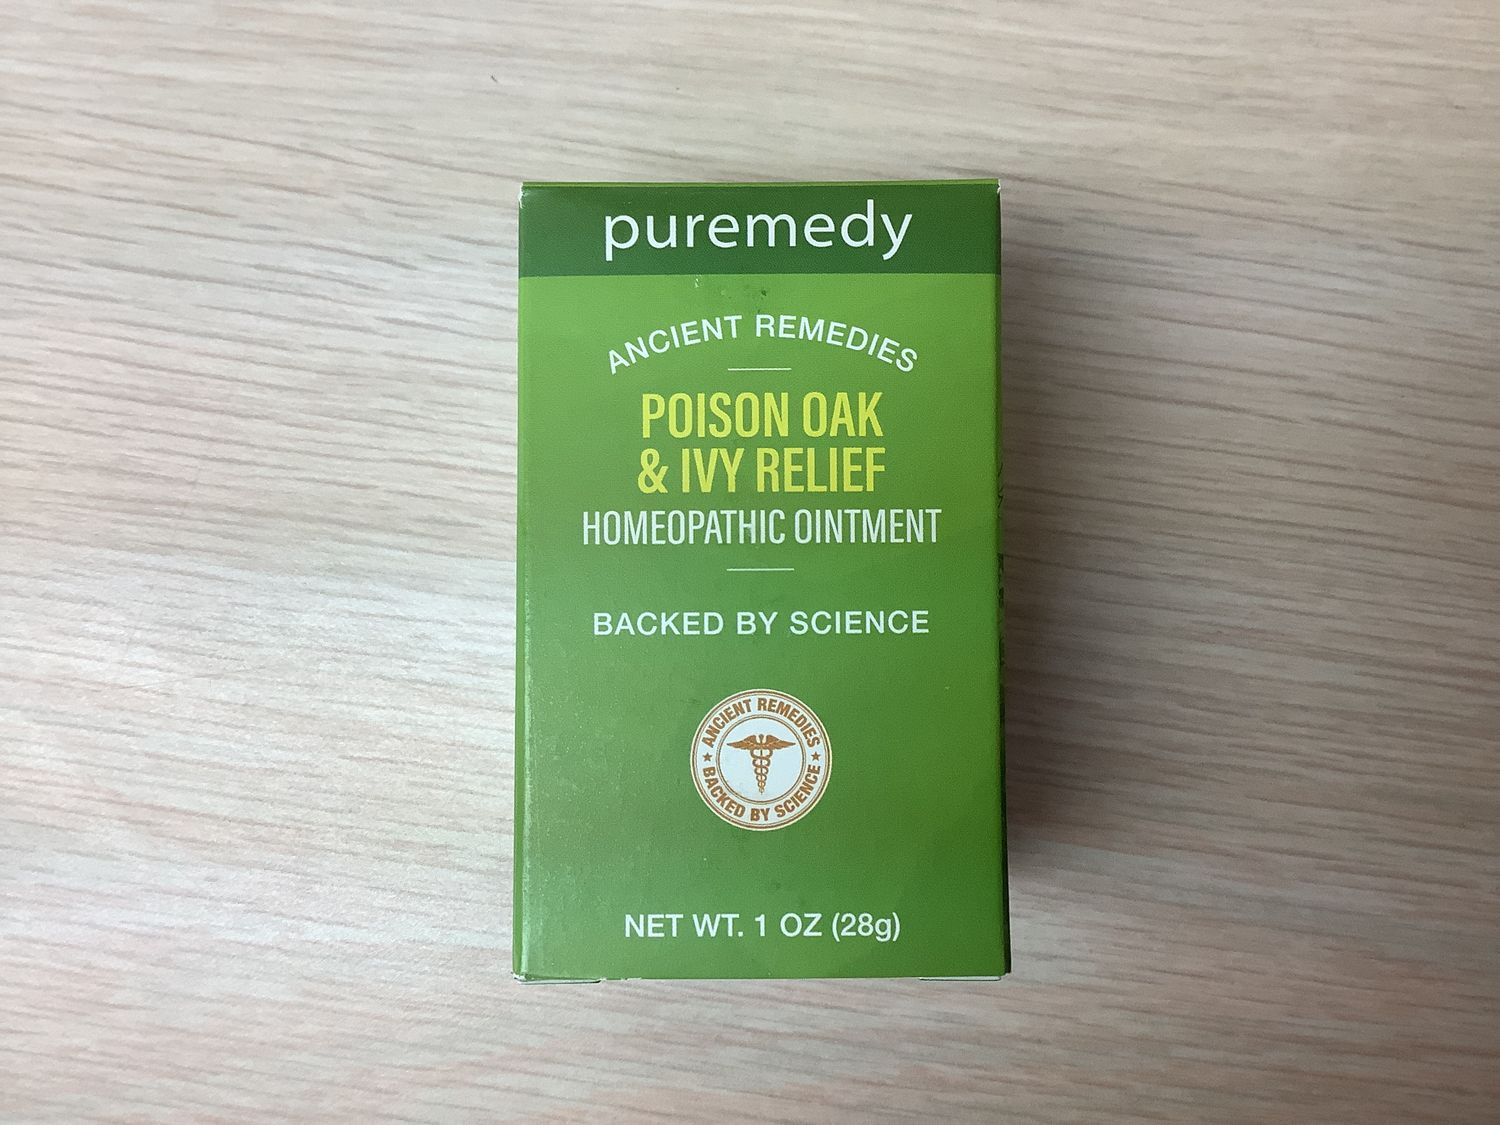 puremedy
ANCIENT REMEDIES
POISON OAK
& IVY RELIEF
HOMEOPATHIC OINTMENT
BACKED BY SCIENCE
ANCIENT REMEDIES
BACKED BY SCIENCE
NET WT. 1 OZ (28g)